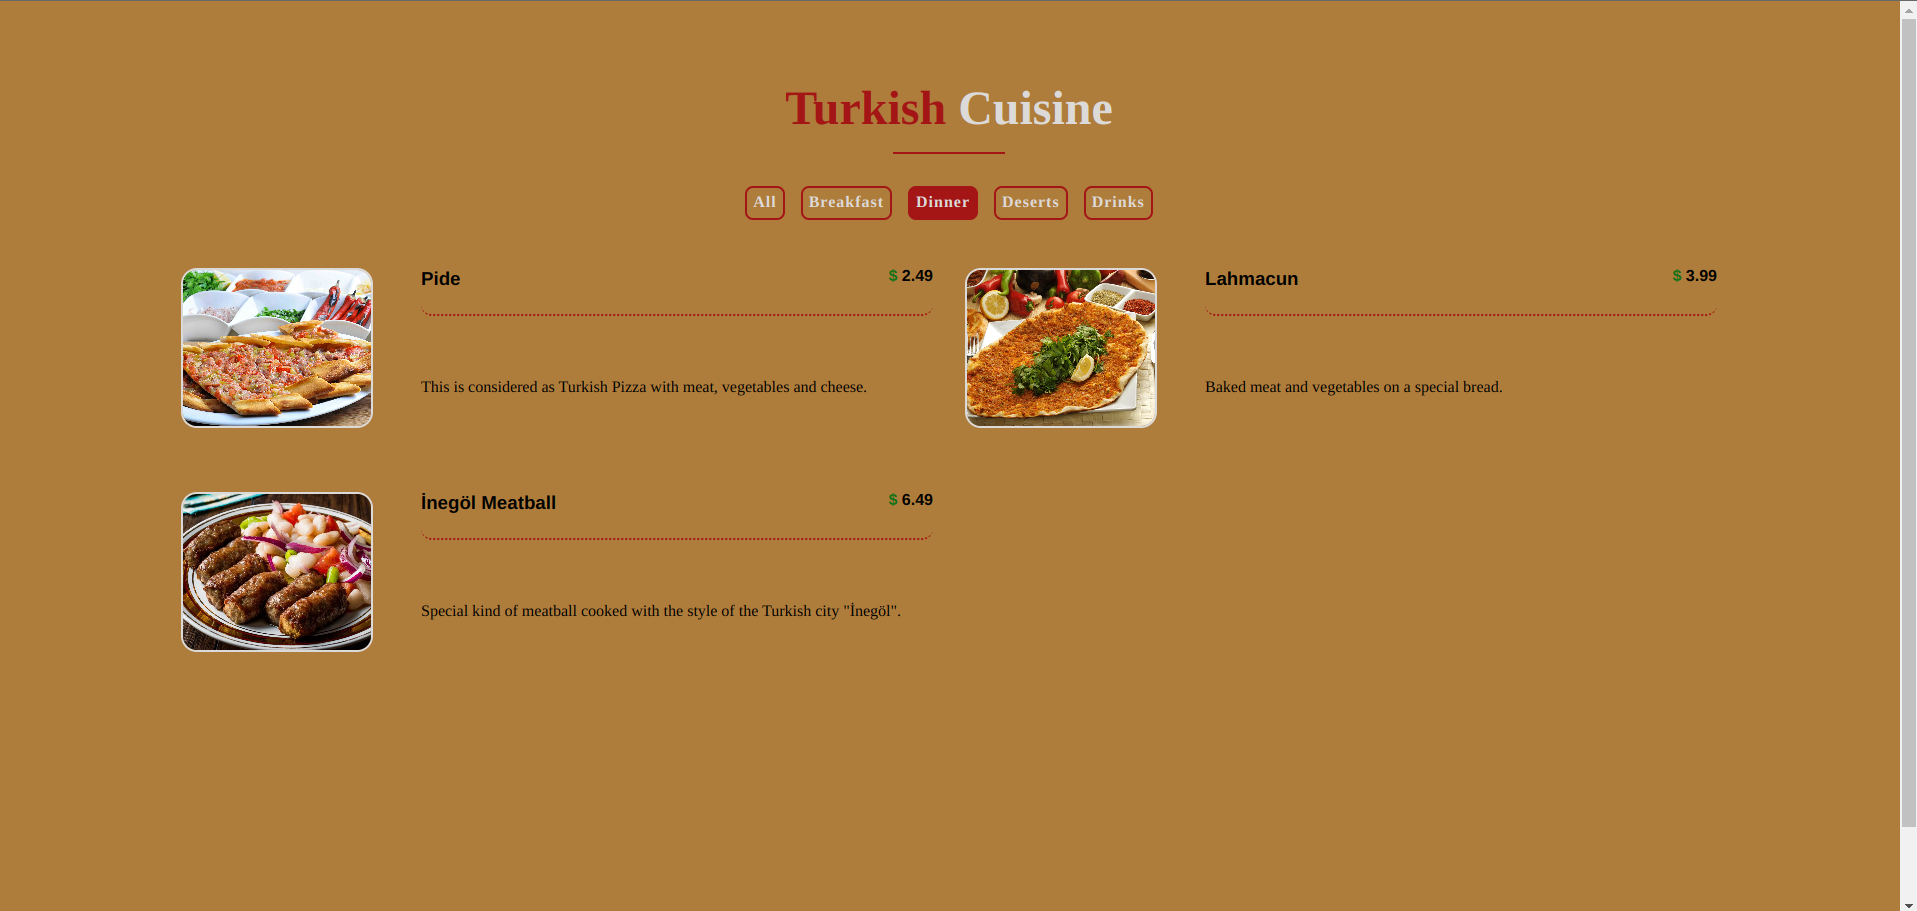 Turkish Cuisine
All Breakfast Dinner Deserts Drinks
Pide $ 2.49
This is considered as Turkish Pizza with meat, vegetables and cheese.
Lahmacun $ 3.99
Baked meat and vegetables on a special bread.
İnegöl Meatball $ 6.49
Special kind of meatball cooked with the style of the Turkish city "İnegöl".